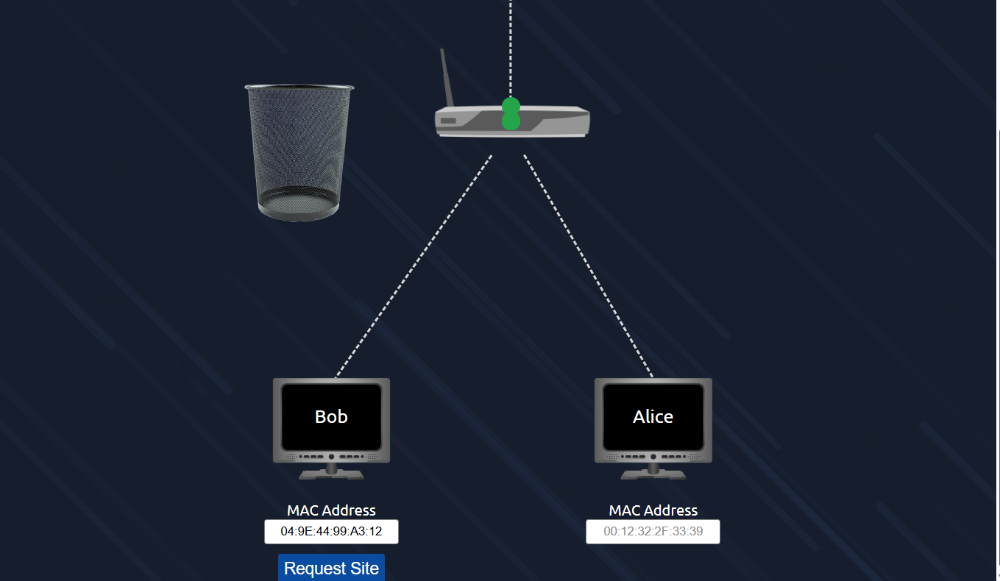 Bob
Alice
MAC Address
04:9E:44:99:A3:12
MAC Address
00:12:32:2F:33:39
Request Site